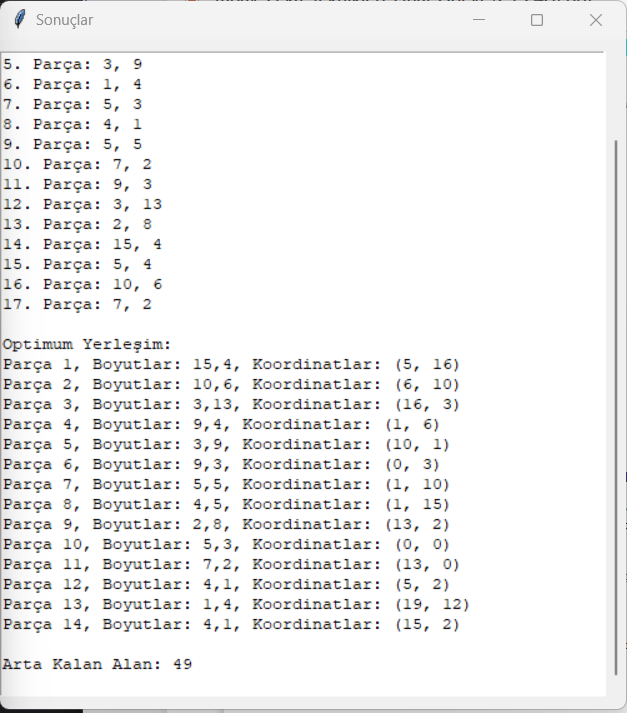 Sonuçlar
5. Parça: 3, 9
6. Parça: 1, 4
7. Parça: 5, 3
8. Parça: 4, 1
9. Parça: 5, 5
10. Parça: 7, 2
11. Parça: 9, 3
12. Parça: 3, 13
13. Parça: 2, 8
14. Parça: 15, 4
15. Parça: 5, 4
16. Parça: 10, 6
17. Parça: 7, 2
Optimum Yerleşim:
Parça 1, Boyutlar: 15,4, Koordinatlar: (5, 16)
Parça 2, Boyutlar: 10,6, Koordinatlar: (6, 10)
Parça 3, Boyutlar: 3,13, Koordinatlar: (16, 3)
Parça 4, Boyutlar: 9,4, Koordinatlar: (1, 6)
Parça 5, Boyutlar: 3,9, Koordinatlar: (10, 1)
Parça 6, Boyutlar: 9,3, Koordinatlar: (0, 3)
Parça 7, Boyutlar: 5,5, Koordinatlar: (1, 10)
Parça 8, Boyutlar: 4,5, Koordinatlar: (1, 15)
Parça 9, Boyutlar: 2,8, Koordinatlar: (13, 2)
Parça 10, Boyutlar: 5,3, Koordinatlar: (0, 0)
Parça 11, Boyutlar: 7,2, Koordinatlar: (13, 0)
Parça 12, Boyutlar: 4,1, Koordinatlar: (5, 2)
Parça 13, Boyutlar: 1,4, Koordinatlar: (19, 12)
Parça 14, Boyutlar: 4,1, Koordinatlar: (15, 2)
Arta Kalan Alan: 49